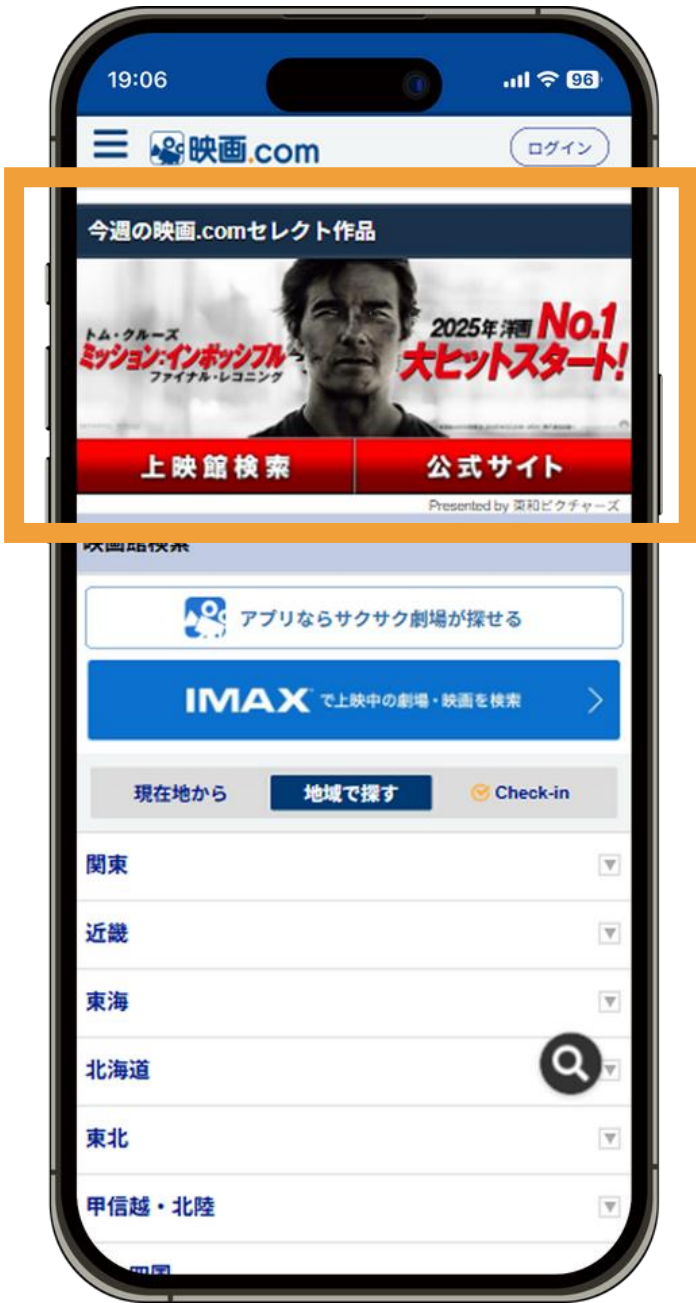 19:06
96
映画.com
ログイン
今週の映画.comセレクト作品
トム・クルーズ
ミッション:インポッシブル
ファイナル・レコニング
2025年 洋画 No.1
大ヒットスタート!
上映館検索
公式サイト
Presented by 東和ピクチャーズ
映画館検索
アプリならサクサク劇場が探せる
IMAX で上映中の劇場・映画を検索
現在地から
地域で探す
Check-in
関東
近畿
東海
北海道
東北
甲信越・北陸
四国